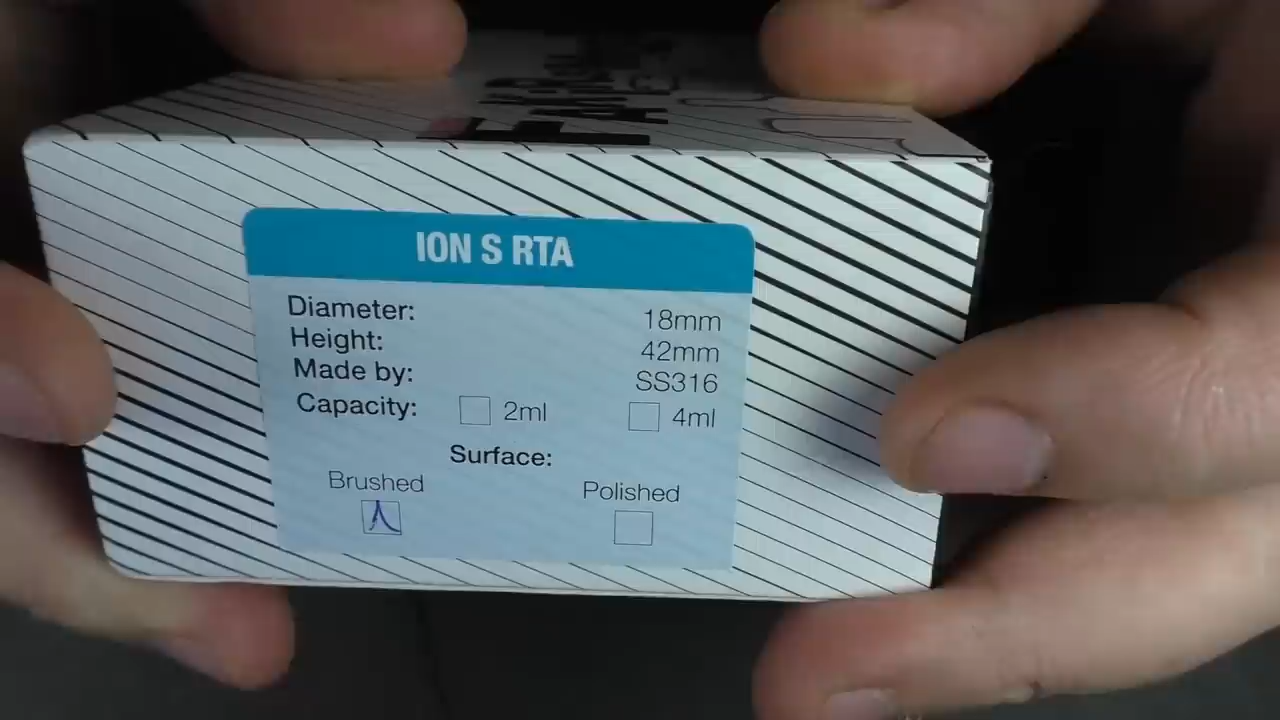 ION S RTA
Diameter: 18mm
Height: 42mm
Made by: SS316
Capacity: 2ml 4ml
Surface:
Brushed Polished